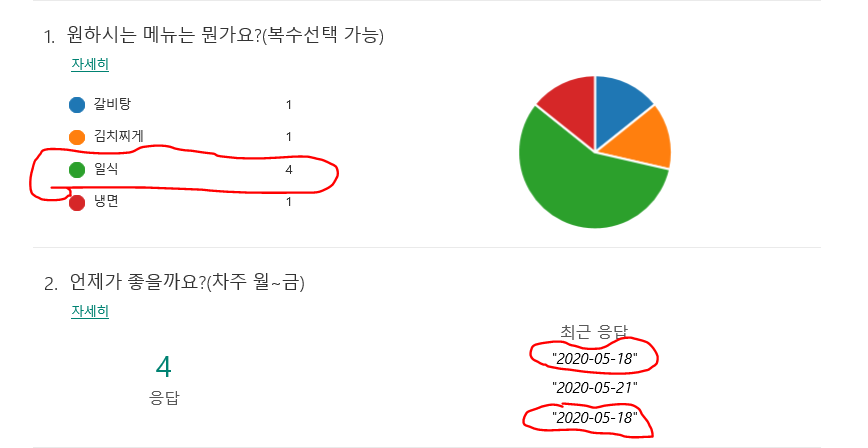 1. 원하시는 메뉴는 뭔가요?(복수선택 가능)
자세히
갈비탕 1
김치찌게 1
일식 4
냉면 1
2. 언제가 좋을까요?(차주 월~금)
자세히
4
응답
최근 응답
"2020-05-18"
"2020-05-21"
"2020-05-18"